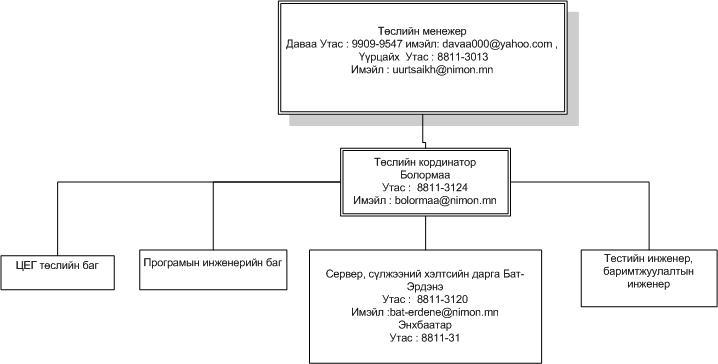 Төслийн менежер
Даваа Утас : 9909-9547 имэйл: davaa000@yahoo.com ,
Үүрцайх Утас : 8811-3013
Имэйл : uurtsaikh@nimon.mn
Төслийн кординатор
Болормаа
Утас : 8811-3124
Имэйл : bolormaa@nimon.mn
ЦЕГ төслийн баг
Програмын инженерийн баг
Сервер, сүлжээний хэлтсийн дарга Бат-
Эрдэнэ
Утас : 8811-3120
Имэйл :bat-erdene@nimon.mn
Энхбаатар
Утас : 8811-31
Тестийн инженер,
баримтжуулалтын
инженер